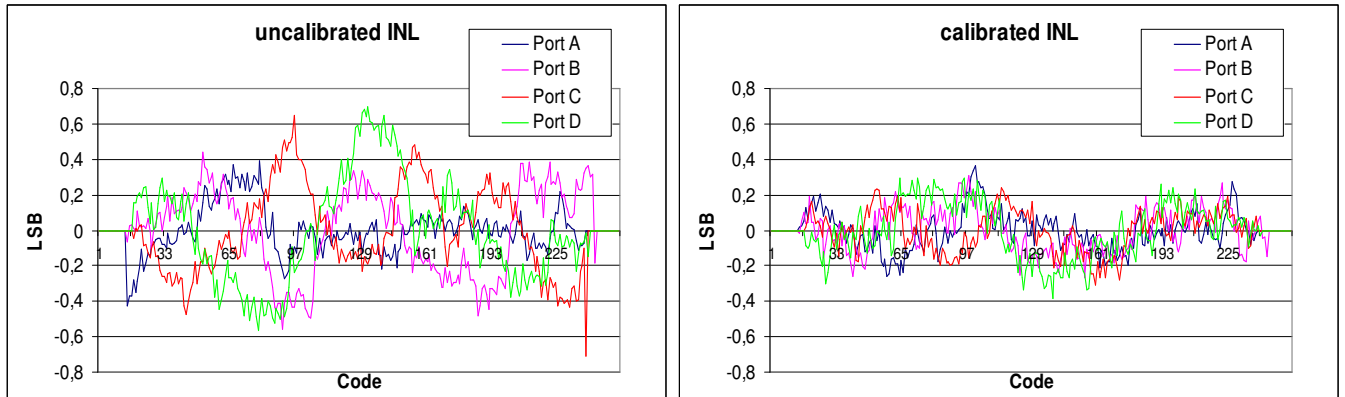 uncalibrated INL
Port A
Port B
Port C
Port D
0,8
0,6
0,4
0,2
0
-0,2
-0,4
-0,6
-0,8
LSB
1 33 65 97 129 161 193 225
Code
calibrated INL
Port A
Port B
Port C
Port D
0,8
0,6
0,4
0,2
0
-0,2
-0,4
-0,6
-0,8
LSB
1 33 65 97 129 161 193 225
Code